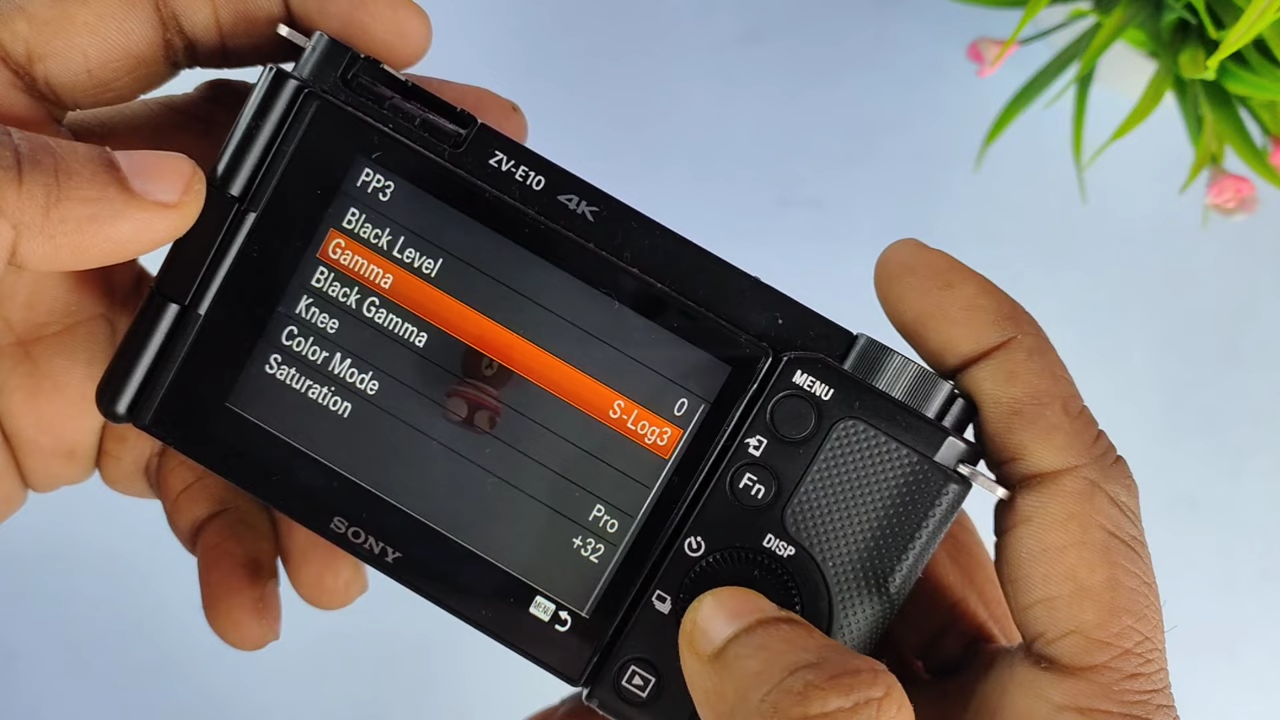 ZV-E10 4K
PP3
Black Level 0
Gamma S-Log3
Black Gamma
Knee
Color Mode Pro
Saturation +32
MENU
SONY
MENU
Fn
DISP